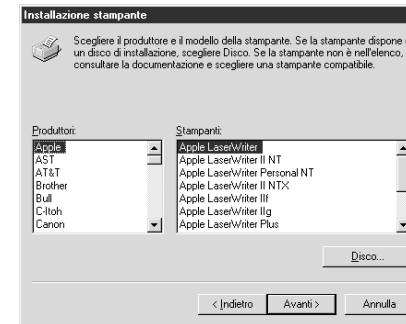 Installazione stampante
Scegliere il produttore e il modello della stampante. Se la stampante dispone
un disco di installazione, scegliere Disco. Se la stampante non è nell'elenco,
consultare la documentazione e scegliere una stampante compatibile.
Produttori:
Apple
AST
AT&T
Brother
Bull
C-Itoh
Canon
Stampanti:
Apple LaserWriter
Apple LaserWriter II NT
Apple LaserWriter Personal NT
Apple LaserWriter II NTX
Apple LaserWriter IIf
Apple LaserWriter IIg
Apple LaserWriter Plus
Disco...
< Indietro
Avanti >
Annulla